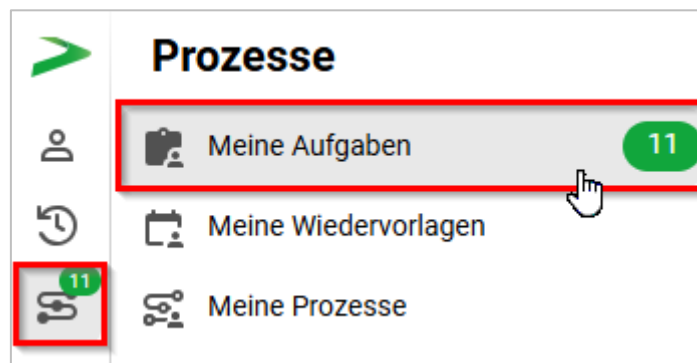 Prozesse
Meine Aufgaben 11
Meine Wiedervorlagen
11
Meine Prozesse